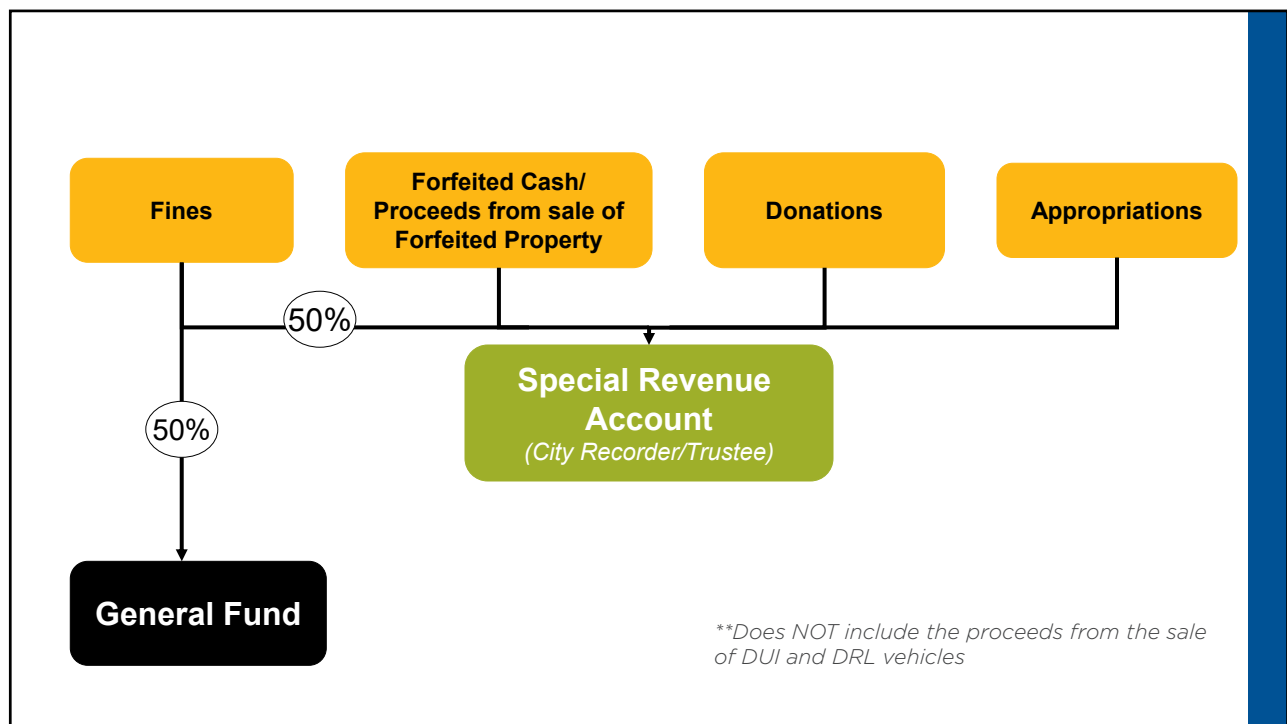 Fines
Forfeited Cash/
Proceeds from sale of
Forfeited Property
Donations
Appropriations
50%
50%
Special Revenue
Account
(City Recorder/Trustee)
General Fund
**Does NOT include the proceeds from the sale
of DUI and DRL vehicles